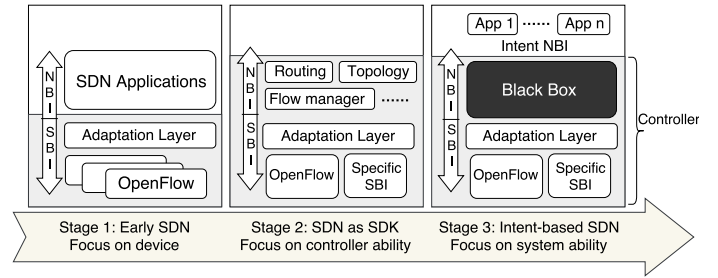 App 1 ...... App n
Intent NBI
NBI
SBI
SDN Applications
Adaptation Layer
OpenFlow
NBI
SBI
Routing
Topology
Flow manager ......
Adaptation Layer
OpenFlow
Specific
SBI
NBI
SBI
Black Box
Adaptation Layer
OpenFlow
Specific
SBI
Controller
Stage 1: Early SDN
Focus on device
Stage 2: SDN as SDK
Focus on controller ability
Stage 3: Intent-based SDN
Focus on system ability